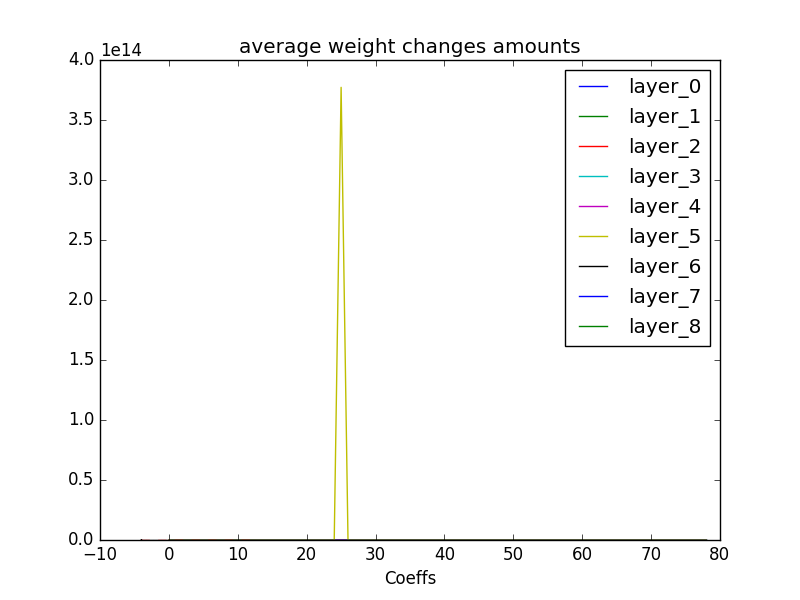 average weight changes amounts
1e14
4.0
3.5
3.0
2.5
2.0
1.5
1.0
0.5
0.0
−10 0 10 20 30 40 50 60 70 80
Coeffs
layer_0
layer_1
layer_2
layer_3
layer_4
layer_5
layer_6
layer_7
layer_8